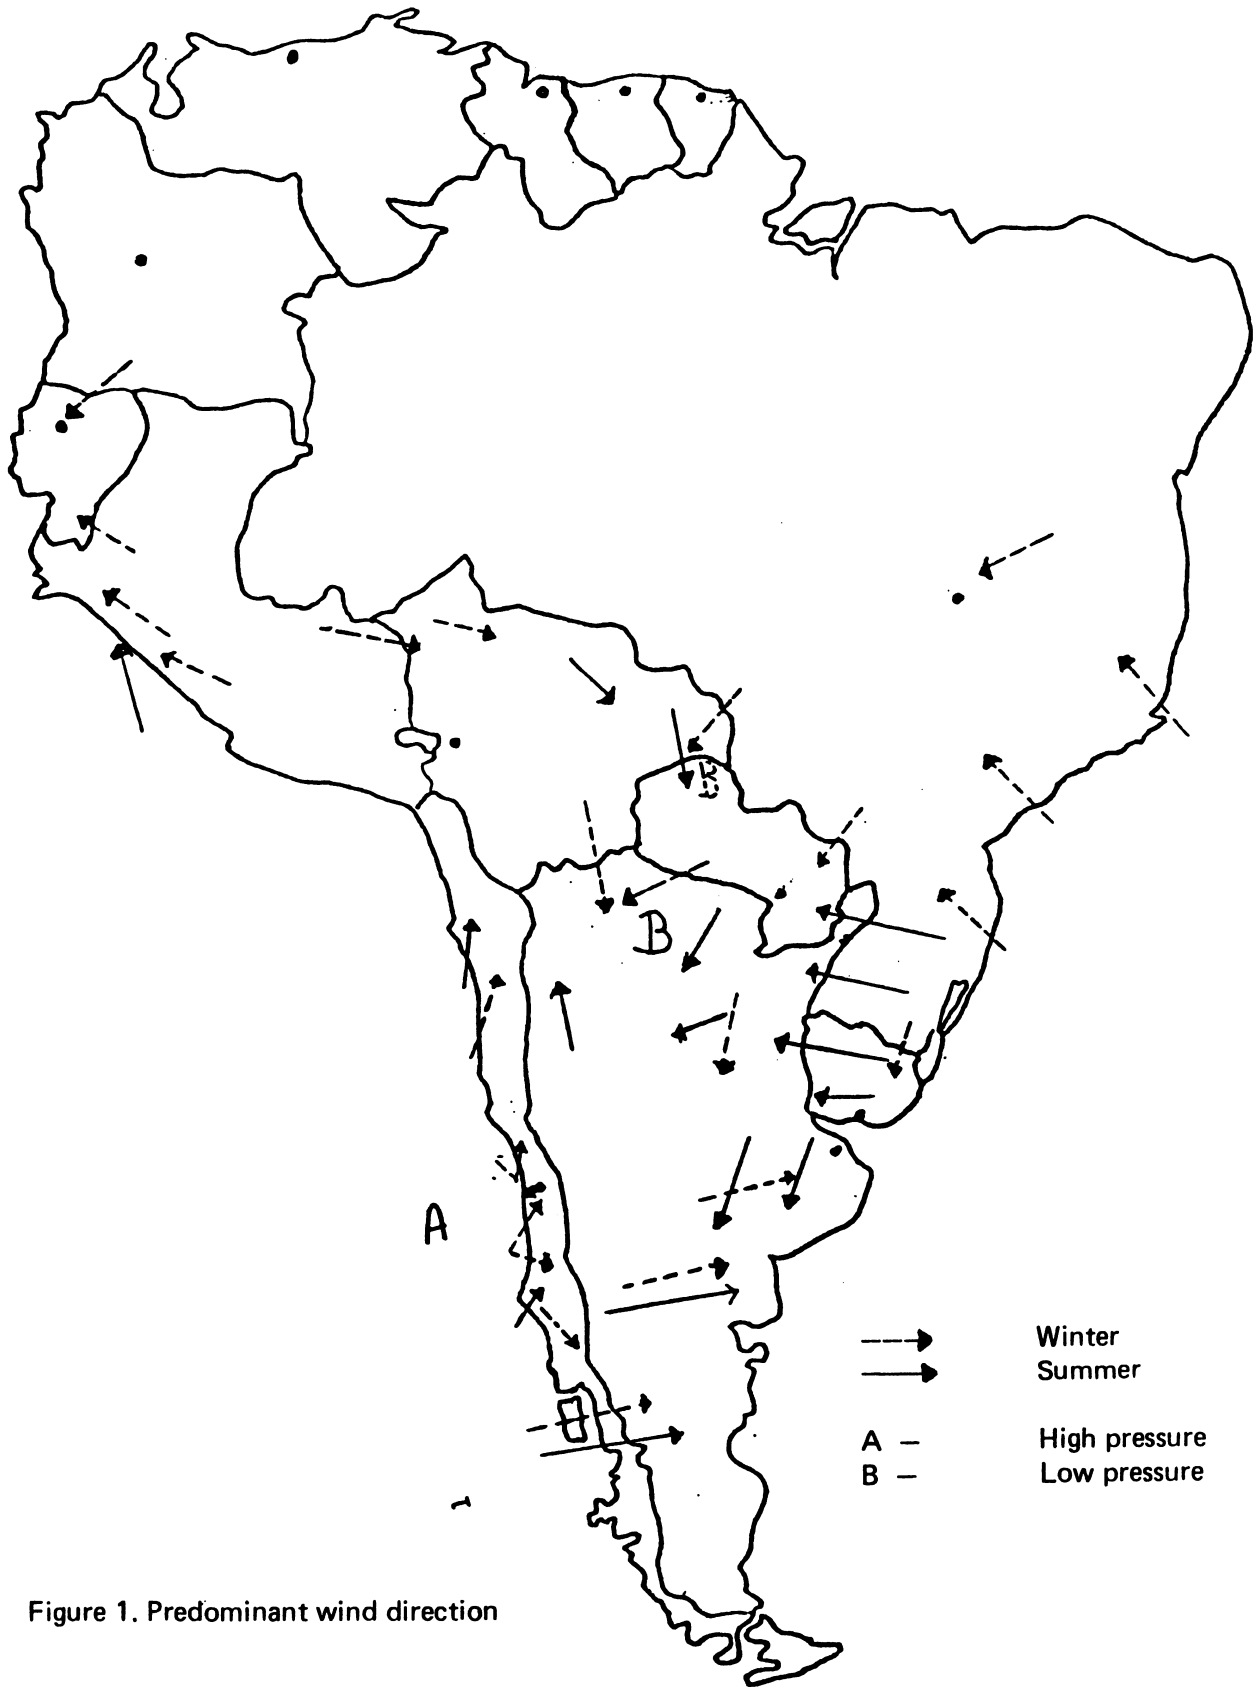 B
A
Winter
Summer
A – High pressure
B – Low pressure
Figure 1. Predominant wind direction